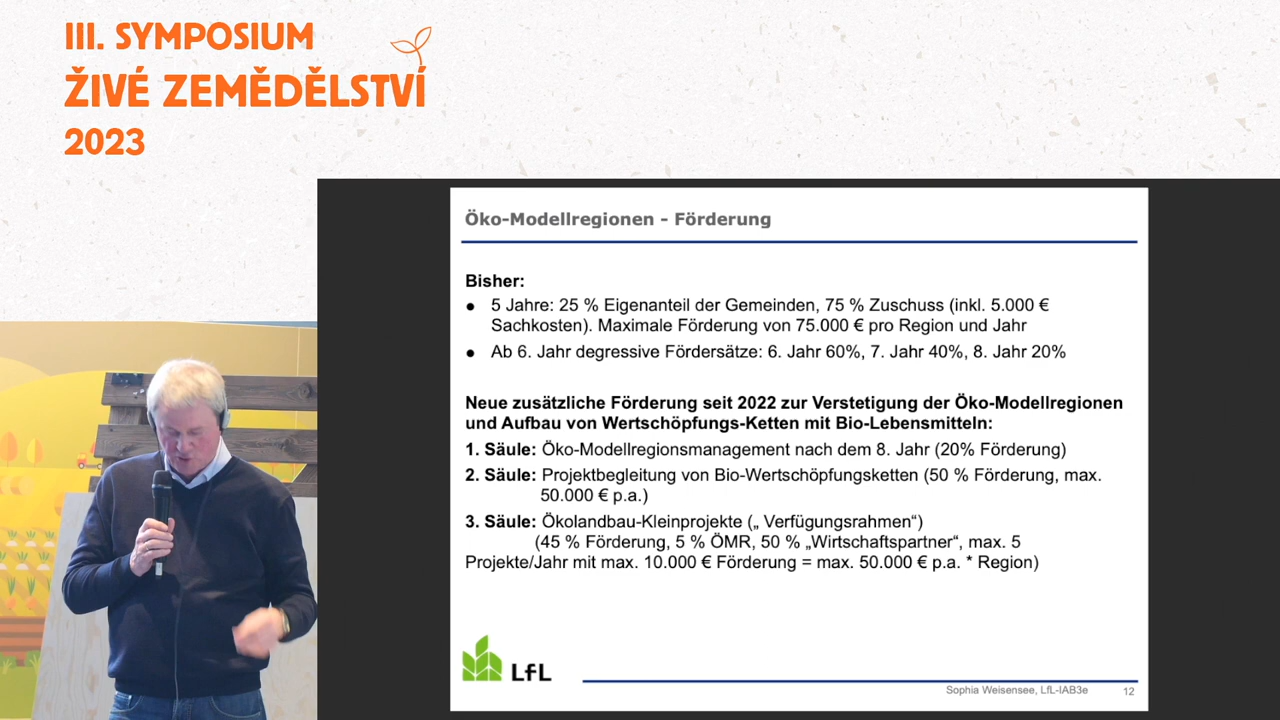 III. SYMPOSIUM
ŽIVÉ ZEMĚDĚLSTVÍ
2023
Öko-Modellregionen - Förderung
Bisher:
● 5 Jahre: 25 % Eigenanteil der Gemeinden, 75 % Zuschuss (inkl. 5.000 €
Sachkosten). Maximale Förderung von 75.000 € pro Region und Jahr
● Ab 6. Jahr degressive Fördersätze: 6. Jahr 60%, 7. Jahr 40%, 8. Jahr 20%
Neue zusätzliche Förderung seit 2022 zur Verstetigung der Öko-Modellregionen
und Aufbau von Wertschöpfungs-Ketten mit Bio-Lebensmitteln:
1. Säule: Öko-Modellregionsmanagement nach dem 8. Jahr (20% Förderung)
2. Säule: Projektbegleitung von Bio-Wertschöpfungsketten (50 % Förderung, max.
50.000 € p.a.)
3. Säule: Ökolandbau-Kleinprojekte („ Verfügungsrahmen“)
(45 % Förderung, 5 % ÖMR, 50 % „Wirtschaftspartner“, max. 5
Projekte/Jahr mit max. 10.000 € Förderung = max. 50.000 € p.a. * Region)
LfL
Sophia Weisensee, LfL-IAB3e 12